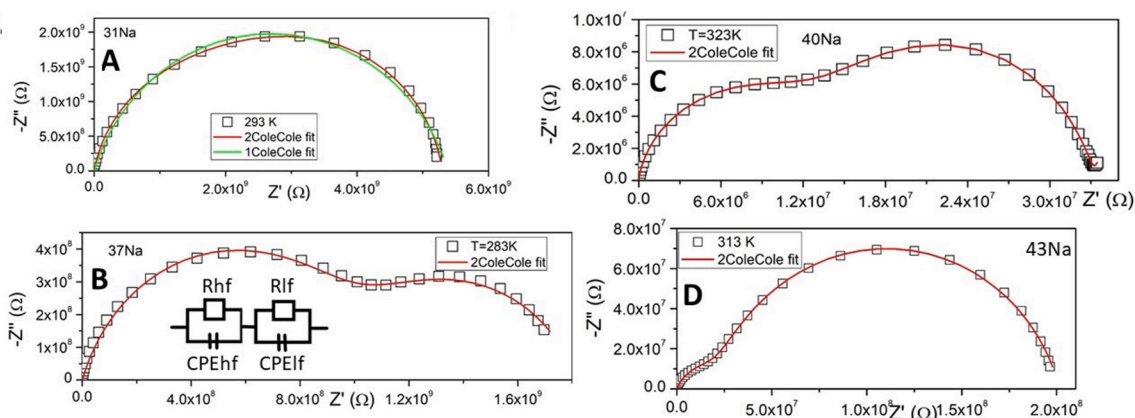 31Na
A
2.0x10⁹
1.5x10⁹
1.0x10⁹
5.0x10⁸
0.0
-Z'' (Ω)
293 K
2ColeCole fit
1ColeCole fit
0.0
2.0x10⁹
4.0x10⁹
6.0x10⁹
Z' (Ω)
1.0x10⁷
8.0x10⁶
6.0x10⁶
4.0x10⁶
2.0x10⁶
0.0
-Z'' (Ω)
T=323K
2ColeCole fit
40Na
C
0.0
6.0x10⁶
1.2x10⁷
1.8x10⁷
2.4x10⁷
3.0x10⁷
Z' (Ω)
37Na
B
4x10⁸
3x10⁸
2x10⁸
1x10⁸
0
-Z'' (Ω)
T=283K
2ColeCole fit
Rhf
Rlf
CPEhf
CPElf
0.0
4.0x10⁸
8.0x10⁸
1.2x10⁹
1.6x10⁹
Z' (Ω)
8.0x10⁷
6.0x10⁷
4.0x10⁷
2.0x10⁷
0.0
-Z'' (Ω)
313 K
2ColeCole fit
43Na
D
0.0
5.0x10⁷
1.0x10⁸
1.5x10⁸
2.0x10⁸
Z' (Ω)